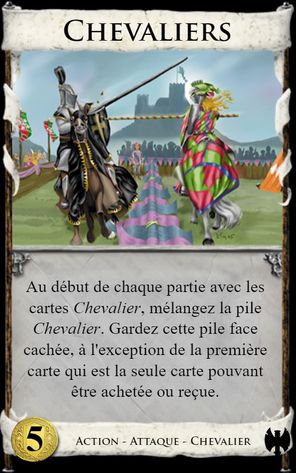 CHEVALIERS
Au début de chaque partie avec les
cartes Chevalier, mélangez la pile
Chevalier. Gardez cette pile face
cachée, à l'exception de la première
carte qui est la seule carte pouvant
être achetée ou reçue.
5
ACTION - ATTAQUE - CHEVALIER